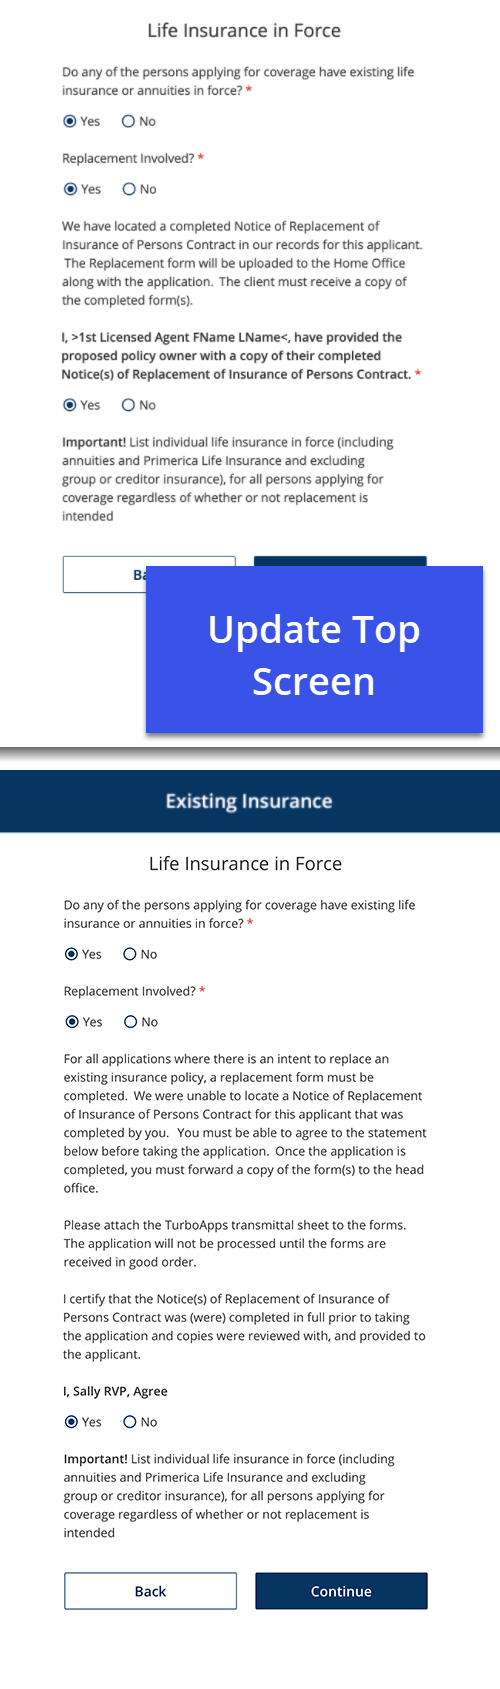 Life Insurance in Force
Do any of the persons applying for coverage have existing life
insurance or annuities in force? *
Yes No
Replacement Involved? *
Yes No
We have located a completed Notice of Replacement of
Insurance of Persons Contract in our records for this applicant.
The Replacement form will be uploaded to the Home Office
along with the application. The client must receive a copy of
the completed form(s).
I, >1st Licensed Agent FName LName<, have provided the
proposed policy owner with a copy of their completed
Notice(s) of Replacement of Insurance of Persons Contract. *
Yes No
Important! List individual life insurance in force (including
annuities and Primerica Life Insurance and excluding
group or creditor insurance), for all persons applying for
coverage regardless of whether or not replacement is
intended
Update Top
Screen
Existing Insurance
Life Insurance in Force
Do any of the persons applying for coverage have existing life
insurance or annuities in force? *
Yes No
Replacement Involved? *
Yes No
For all applications where there is an intent to replace an
existing insurance policy, a replacement form must be
completed. We were unable to locate a Notice of Replacement
of Insurance of Persons Contract for this applicant that was
completed by you. You must be able to agree to the statement
below before taking the application. Once the application is
completed, you must forward a copy of the form(s) to the head
office.
Please attach the TurboApps transmittal sheet to the forms.
The application will not be processed until the forms are
received in good order.
I certify that the Notice(s) of Replacement of Insurance of
Persons Contract was (were) completed in full prior to taking
the application and copies were reviewed with, and provided to
the applicant.
I, Sally RVP, Agree
Yes No
Important! List individual life insurance in force (including
annuities and Primerica Life Insurance and excluding
group or creditor insurance), for all persons applying for
coverage regardless of whether or not replacement is
intended
Back Continue